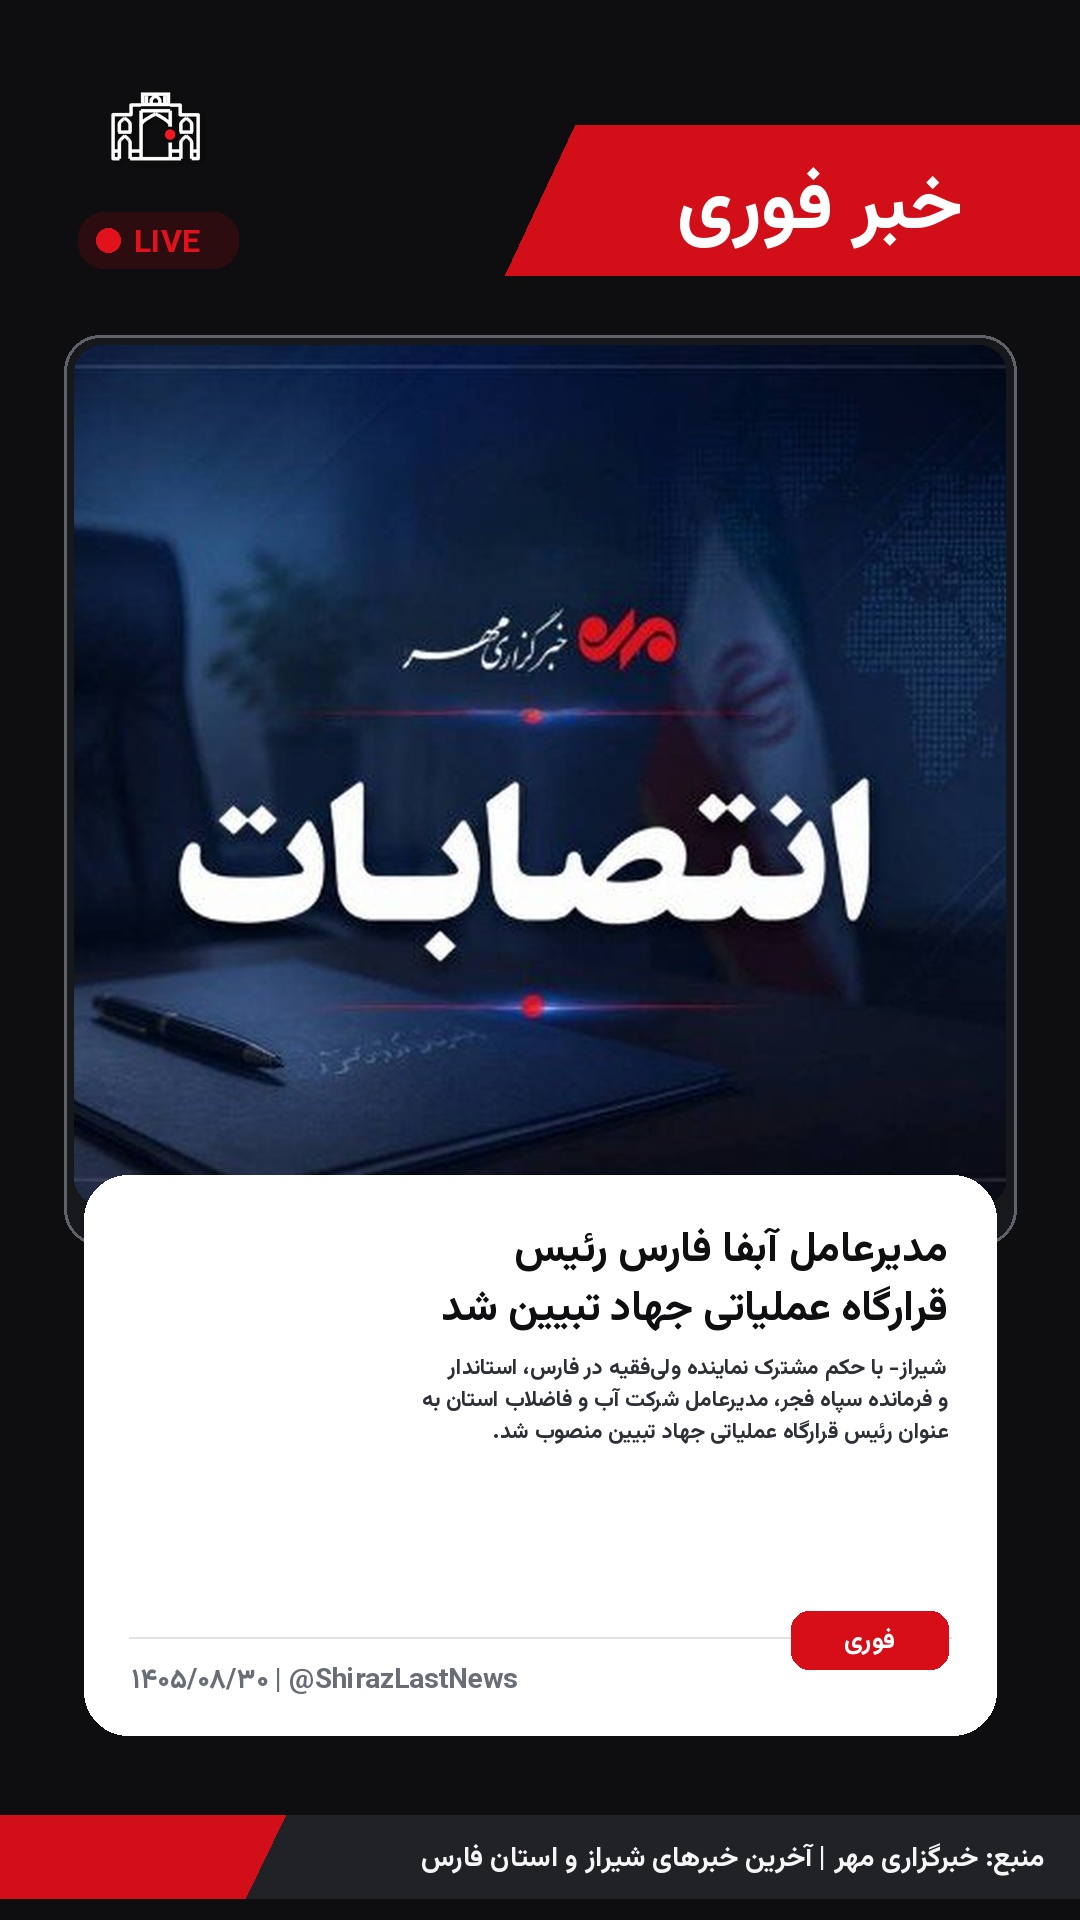 خبر فوری
LIVE
خبرگزاری مهر
انتصابات
مدیرعامل آبفا فارس رئیس
قرارگاه عملیاتی جهاد تبیین شد
شیراز- با حکم مشترک نماینده ولی‌فقیه در فارس، استاندار
و فرمانده سپاه فجر، مدیرعامل شرکت آب و فاضلاب استان به
عنوان رئیس قرارگاه عملیاتی جهاد تبیین منصوب شد.
فوری
۱۴۰۵/۰۸/۳۰ | @ShirazLastNews
منبع: خبرگزاری مهر | آخرین خبرهای شیراز و استان فارس